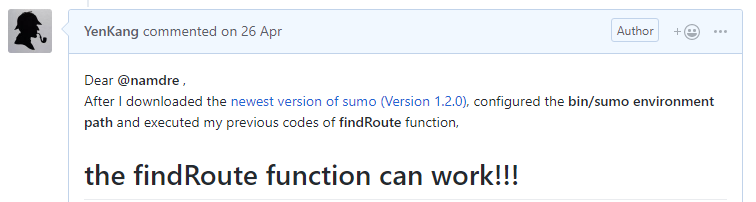 YenKang commented on 26 Apr
Author
Dear @namdre ,
After I downloaded the newest version of sumo (Version 1.2.0), configured the bin/sumo environment
path and executed my previous codes of findRoute function,
the findRoute function can work!!!